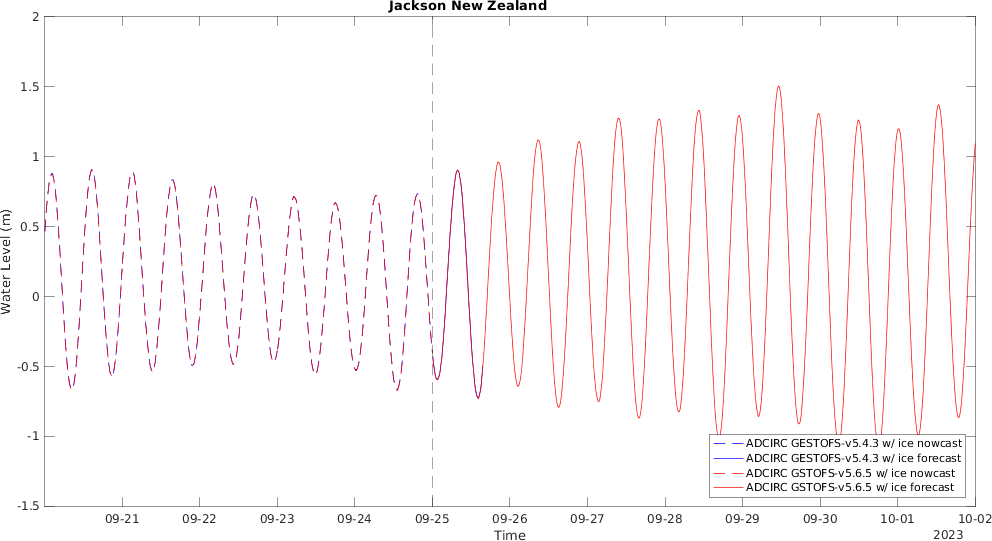 Jackson New Zealand
2
1.5
1
0.5
0
-0.5
-1
-1.5
Water Level (m)
ADCIRC GESTOFS-v5.4.3 w/ ice nowcast
ADCIRC GESTOFS-v5.4.3 w/ ice forecast
ADCIRC GSTOFS-v5.6.5 w/ ice nowcast
ADCIRC GSTOFS-v5.6.5 w/ ice forecast
09-21 09-22 09-23 09-24 09-25 09-26 09-27 09-28 09-29 09-30 10-01 10-02
Time
2023